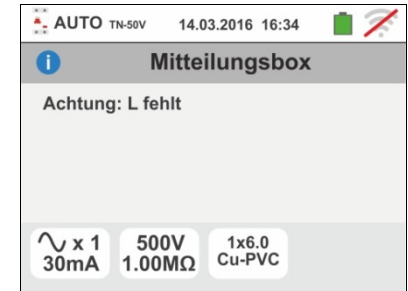 AUTO TN-50V 14.03.2016 16:34
Mitteilungsbox
Achtung: L fehlt
x 1 500V 1x6.0
30mA 1.00MΩ Cu-PVC